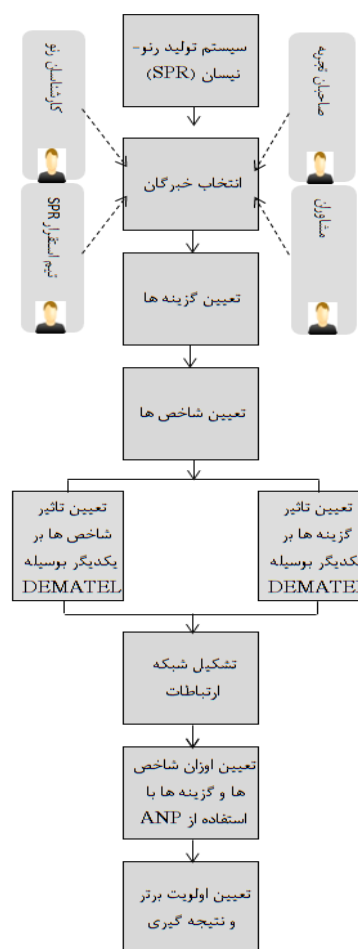 سیستم تولید رنو-
نیسان (SPR)
کارشناسان رنو
صاحبان تجربه
انتخاب خبرگان
تیم استقرار SPR
مشاوران
تعیین گزینه ها
تعیین شاخص ها
تعیین تاثیر
گزینه ها بر
یکدیگر بوسیله
DEMATEL
تعیین تاثیر
شاخص ها بر
یکدیگر بوسیله
DEMATEL
تشکیل شبکه
ارتباطات
تعیین اوزان شاخص
ها و گزینه ها با
استفاده از ANP
تعیین اولویت برتر
و نتیجه گیری